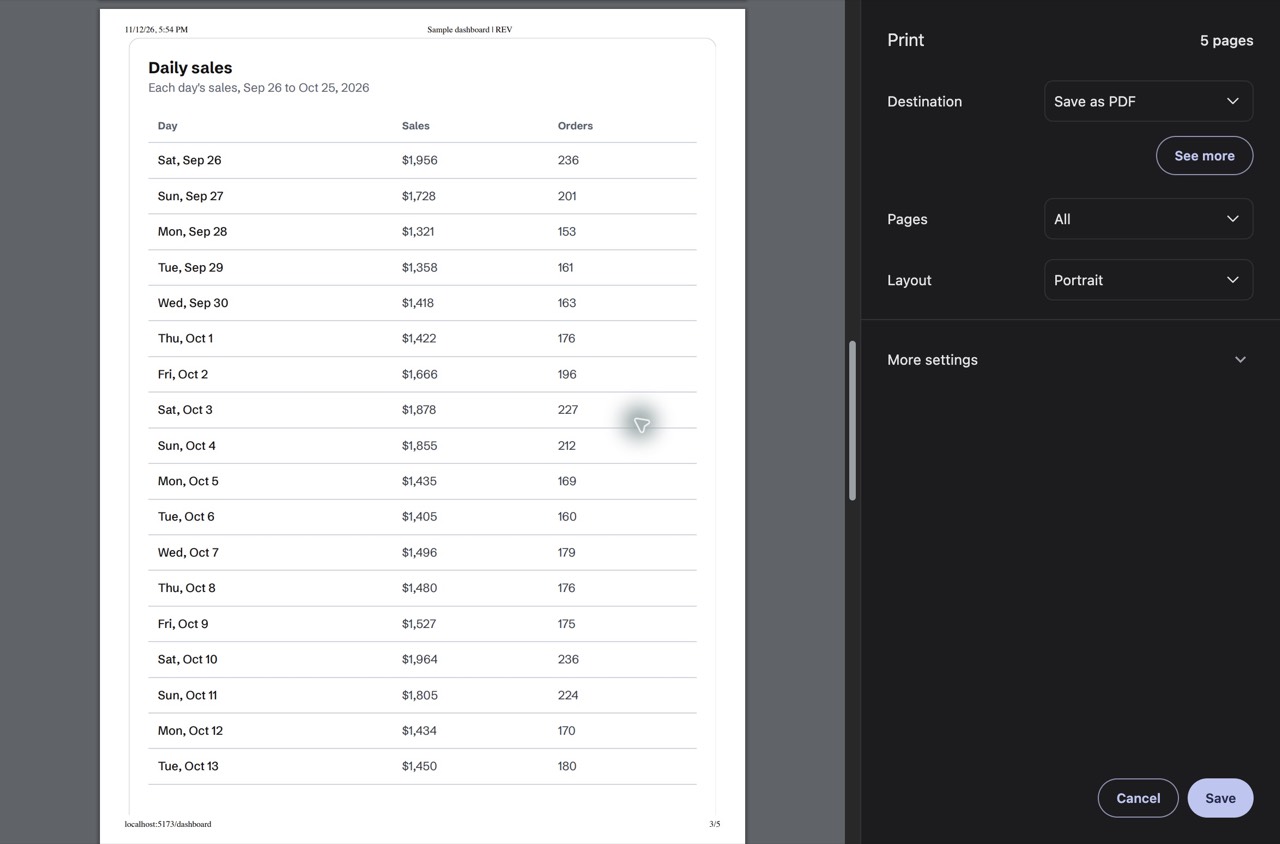 11/12/26, 5:54 PM Sample dashboard | REV
Daily sales
Each day's sales, Sep 26 to Oct 25, 2026
Day Sales Orders
Sat, Sep 26 $1,956 236
Sun, Sep 27 $1,728 201
Mon, Sep 28 $1,321 153
Tue, Sep 29 $1,358 161
Wed, Sep 30 $1,418 163
Thu, Oct 1 $1,422 176
Fri, Oct 2 $1,666 196
Sat, Oct 3 $1,878 227
Sun, Oct 4 $1,855 212
Mon, Oct 5 $1,435 169
Tue, Oct 6 $1,405 160
Wed, Oct 7 $1,496 179
Thu, Oct 8 $1,480 176
Fri, Oct 9 $1,527 175
Sat, Oct 10 $1,964 236
Sun, Oct 11 $1,805 224
Mon, Oct 12 $1,434 170
Tue, Oct 13 $1,450 180
localhost:5173/dashboard 3/5
Print 5 pages
Destination Save as PDF
See more
Pages All
Layout Portrait
More settings
Cancel Save